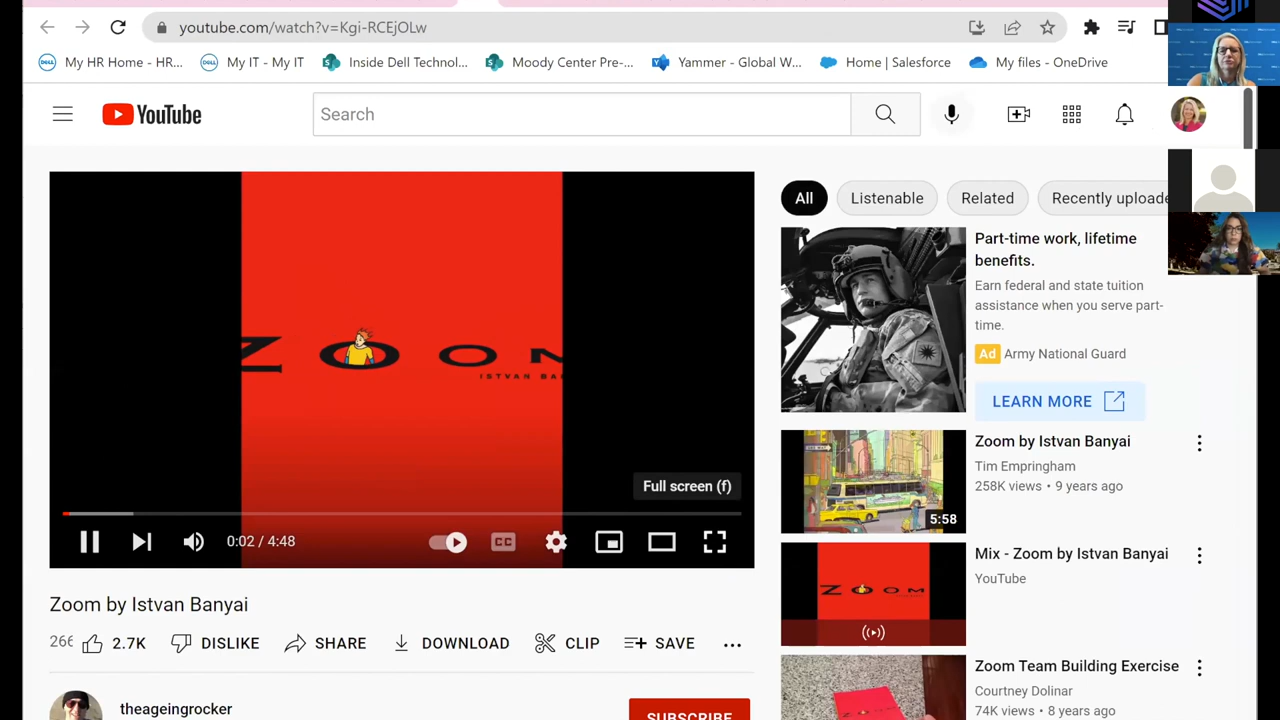 youtube.com/watch?v=Kgi-RCEjOLw
My HR Home - HR...
My IT - My IT
Inside Dell Technol...
Moody Center Pre-...
Yammer - Global W...
Home | Salesforce
My files - OneDrive
YouTube
Search
All
Listenable
Related
Recently uploade
ZOOM
ISTVAN BA
Full screen (f)
0:02 / 4:48
CC
Part-time work, lifetime
benefits.
Earn federal and state tuition
assistance when you serve part-
time.
Ad Army National Guard
LEARN MORE
Zoom by Istvan Banyai
Tim Empringham
258K views • 9 years ago
5:58
Mix - Zoom by Istvan Banyai
YouTube
ZOOM
Zoom Team Building Exercise
Courtney Dolinar
74K views • 8 years ago
Zoom by Istvan Banyai
266
2.7K
DISLIKE
SHARE
DOWNLOAD
CLIP
SAVE
theageingrocker
SUBSCRIBE